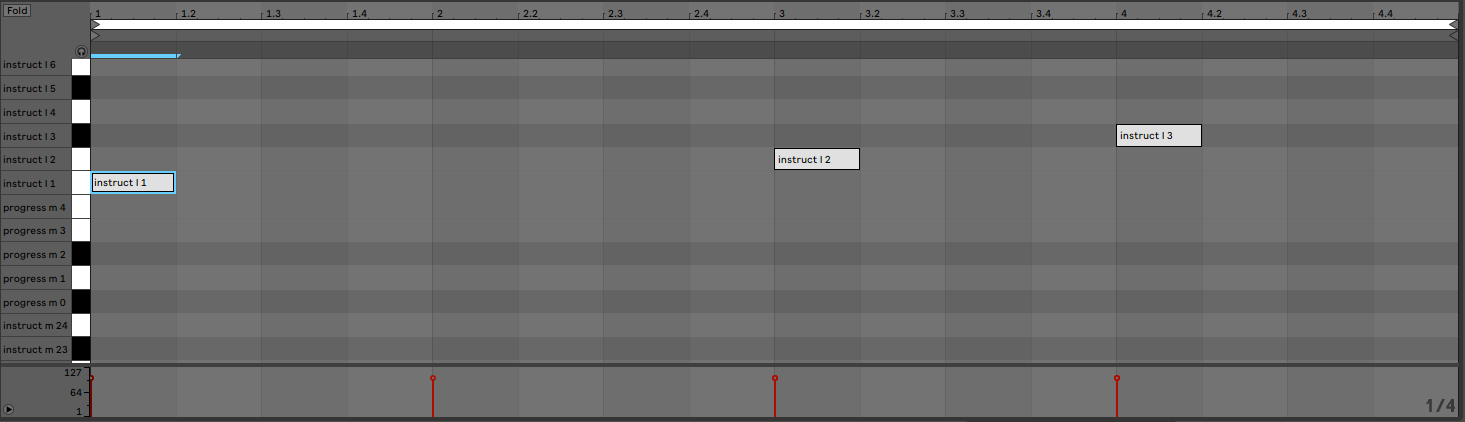 Fold
1 1.2 1.3 1.4 2 2.2 2.3 2.4 3 3.2 3.3 3.4 4 4.2 4.3 4.4
instruct l 6
instruct l 5
instruct l 4
instruct l 3 instruct l 3
instruct l 2 instruct l 2
instruct l 1 instruct l 1
progress m 4
progress m 3
progress m 2
progress m 1
progress m 0
instruct m 24
instruct m 23
127
64
1
1/4